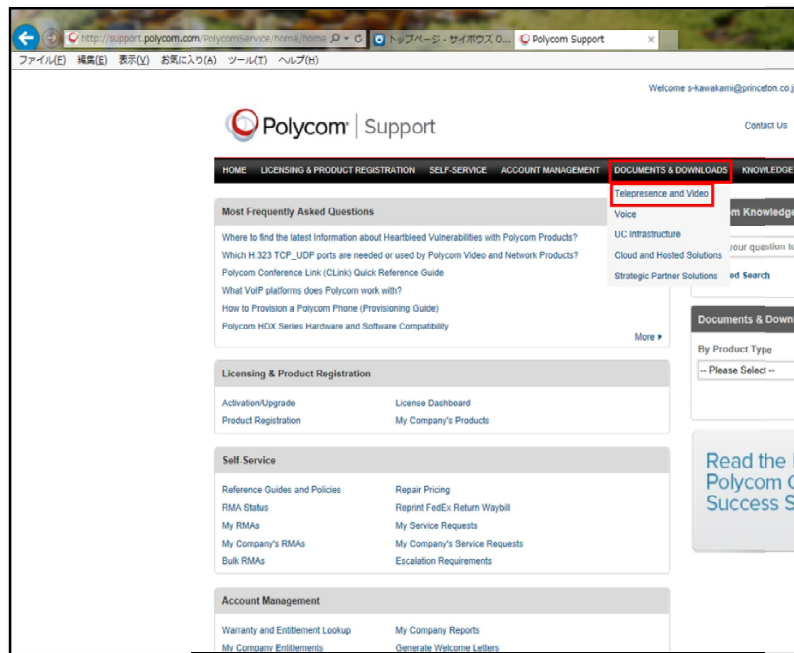 http://support.polycom.com/PolycomService/home/home
トップページ - サイボウズ O...
Polycom Support
ファイル(F) 編集(E) 表示(V) お気に入り(A) ツール(T) ヘルプ(H)
Welcome s-kawakami@princeton.co.j
Polycom | Support
Contact Us
HOME LICENSING & PRODUCT REGISTRATION SELF-SERVICE ACCOUNT MANAGEMENT DOCUMENTS & DOWNLOADS KNOWLEDGE
Telepresence and Video
Voice
UC Infrastructure
Cloud and Hosted Solutions
Strategic Partner Solutions
Most Frequently Asked Questions
Where to find the latest Information about Heartbleed Vulnerabilities with Polycom Products?
Which H.323 TCP_UDP ports are needed or used by Polycom Video and Network Products?
Polycom Conference Link (CLink) Quick Reference Guide
What VoIP platforms does Polycom work with?
How to Provision a Polycom Phone (Provisioning Guide)
Polycom HDX Series Hardware and Software Compatibility
More
m Knowledge
your question
ed Search
Licensing & Product Registration
Activation/Upgrade License Dashboard
Product Registration My Company's Products
Documents & Down
By Product Type
-- Please Select --
Self-Service
Reference Guides and Policies Repair Pricing
RMA Status Reprint FedEx Return Waybill
My RMAs My Service Requests
My Company's RMAs My Company's Service Requests
Bulk RMAs Escalation Requirements
Read the
Polycom
Success S
Account Management
Warranty and Entitlement Lookup My Company Reports
My Company Entitlements Generate Welcome Letters